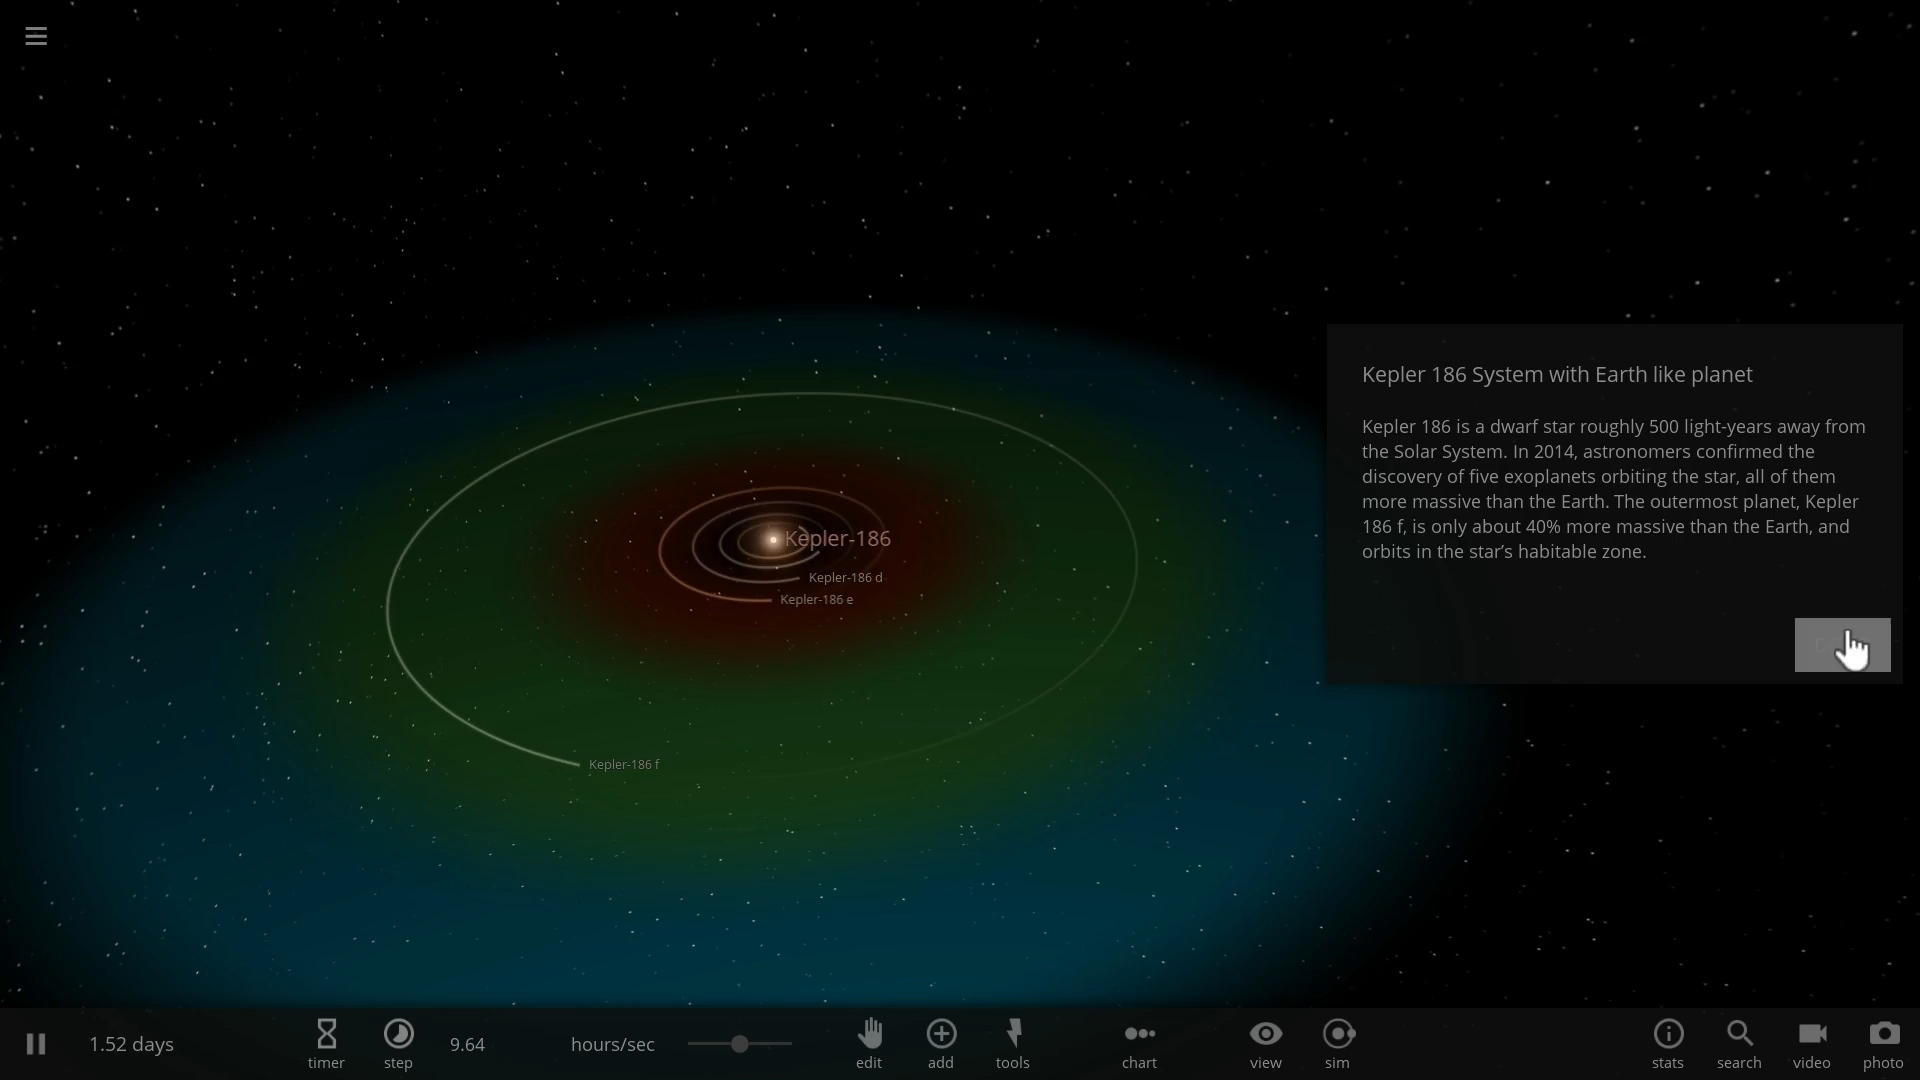 Kepler 186 System with Earth like planet
Kepler 186 is a dwarf star roughly 500 light-years away from
the Solar System. In 2014, astronomers confirmed the
discovery of five exoplanets orbiting the star, all of them
more massive than the Earth. The outermost planet, Kepler
186 f, is only about 40% more massive than the Earth, and
orbits in the star’s habitable zone.
Kepler-186
Kepler-186 d
Kepler-186 e
Kepler-186 f
1.52 days
timer
step
9.64
hours/sec
edit
add
tools
chart
view
sim
stats
search
video
photo